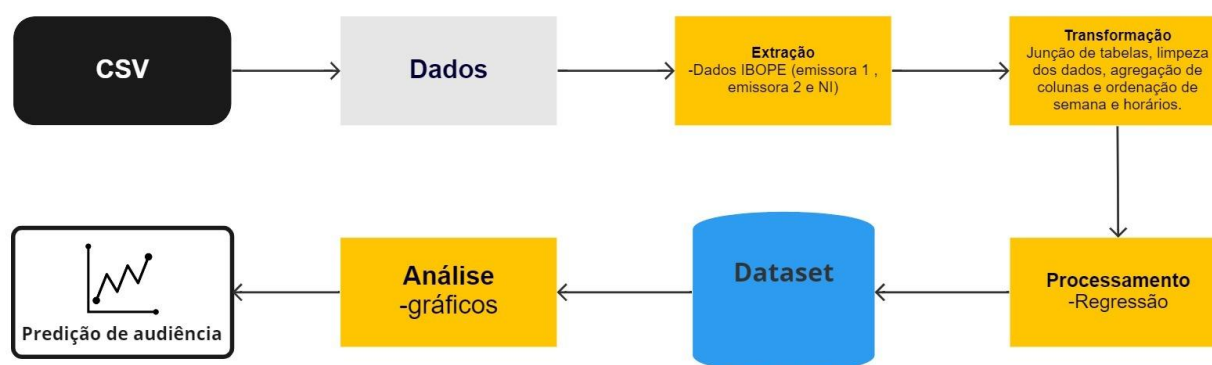 CSV
Dados
Extração
-Dados IBOPE (emissora 1 ,
emissora 2 e NI)
Transformação
Junção de tabelas, limpeza
dos dados, agregação de
colunas e ordenação de
semana e horários.
Processamento
-Regressão
Dataset
Análise
-gráficos
Predição de audiência